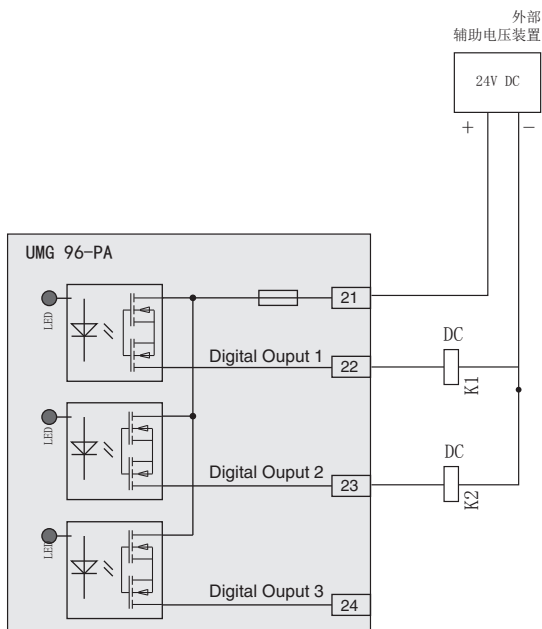 外部
辅助电压装置
24V DC
+ −
UMG 96-PA
LED
21
DC
Digital Ouput 1
22
K1
LED
DC
Digital Ouput 2
23
K2
LED
Digital Ouput 3
24